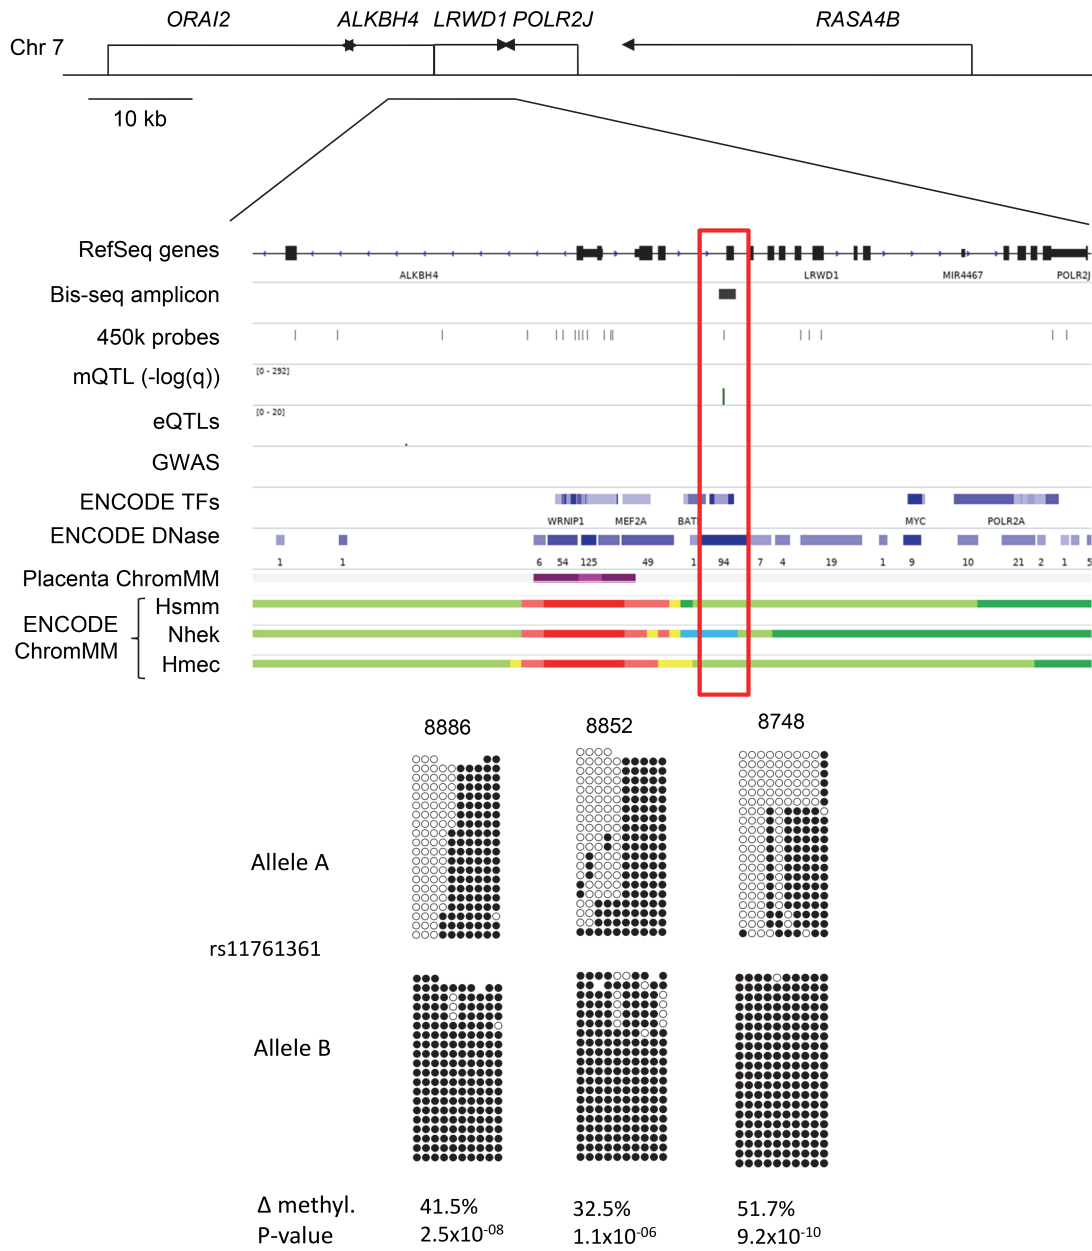 ORAI2 ALKBH4 LRWD1 POLR2J RASA4B
Chr 7
10 kb
RefSeq genes
ALKBH4 LRWD1 MIR4467 POLR2J
Bis-seq amplicon
450k probes
mQTL (-log(q))
[0 - 292]
eQTLs
[0 - 20]
GWAS
ENCODE TFs
WRNIP1 MEF2A MYC POLR2A
ENCODE DNase
1 1 6 54 125 49 1 94 7 4 19 1 9 10 21 2 1 5
Placenta ChromMM
ENCODE
ChromMM
Hsmm
Nhek
Hmec
8886 8852 8748
Allele A
rs11761361
Allele B
Δ methyl. 41.5% 32.5% 51.7%
P-value 2.5x10⁻⁰⁸ 1.1x10⁻⁰⁶ 9.2x10⁻¹⁰